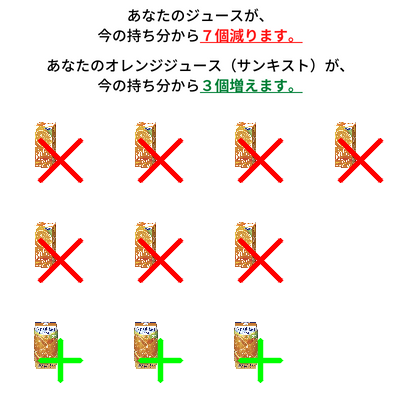 あなたのジュースが、
今の持ち分から７個減ります。
あなたのオレンジジュース（サンキスト）が、
今の持ち分から３個増えます。